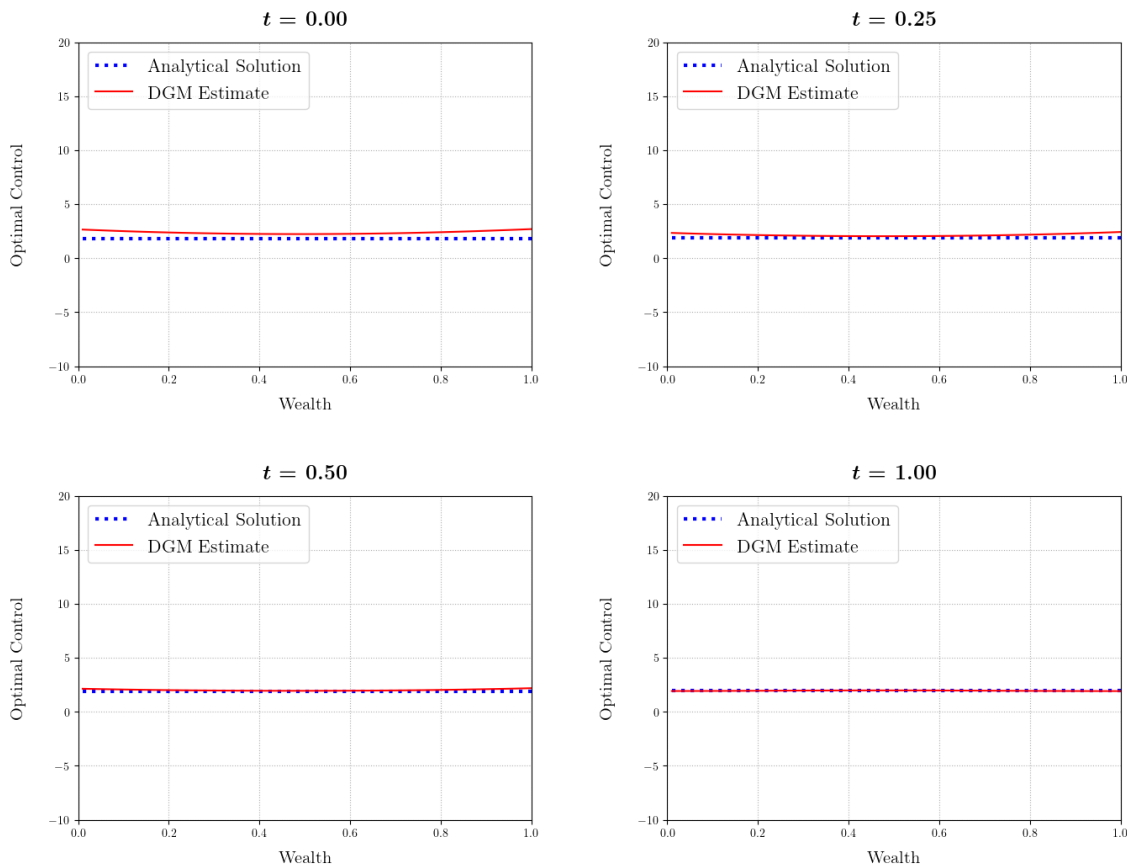 t = 0.00
20
15
10
5
0
−5
−10
Optimal Control
Analytical Solution
DGM Estimate
0.0 0.2 0.4 0.6 0.8 1.0
Wealth
t = 0.25
20
15
10
5
0
−5
−10
Optimal Control
Analytical Solution
DGM Estimate
0.0 0.2 0.4 0.6 0.8 1.0
Wealth
t = 0.50
20
15
10
5
0
−5
−10
Optimal Control
Analytical Solution
DGM Estimate
0.0 0.2 0.4 0.6 0.8 1.0
Wealth
t = 1.00
20
15
10
5
0
−5
−10
Optimal Control
Analytical Solution
DGM Estimate
0.0 0.2 0.4 0.6 0.8 1.0
Wealth